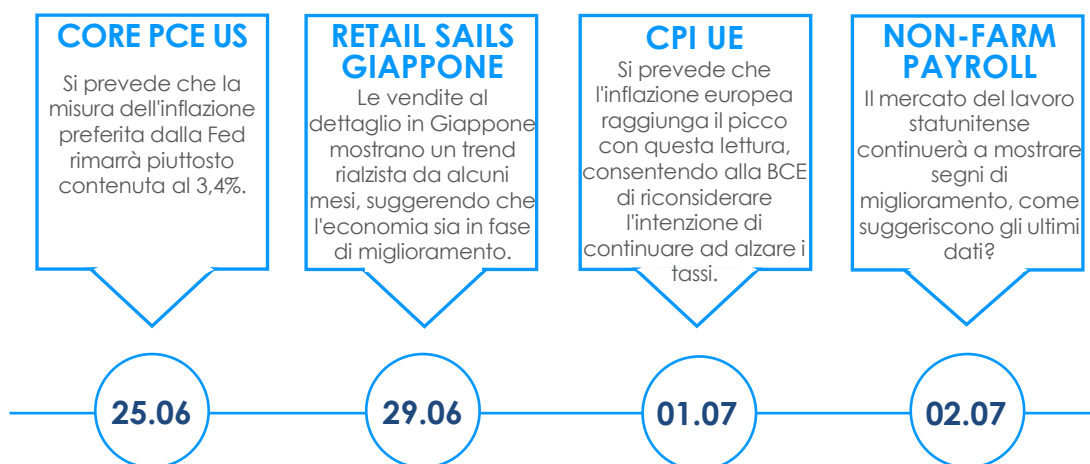 CORE PCE US
Si prevede che la
misura dell'inflazione
preferita dalla Fed
rimarrà piuttosto
contenuta al 3,4%.
RETAIL SAILS
GIAPPONE
Le vendite al
dettaglio in Giappone
mostrano un trend
rialzista da alcuni
mesi, suggerendo che
l'economia sia in fase
di miglioramento.
CPI UE
Si prevede che
l'inflazione europea
raggiunga il picco
con questa lettura,
consentendo alla BCE
di riconsiderare
l'intenzione di
continuare ad alzare i
tassi.
NON-FARM
PAYROLL
Il mercato del lavoro
statunitense
continuerà a mostrare
segni di
miglioramento, come
suggeriscono gli ultimi
dati?
25.06
29.06
01.07
02.07